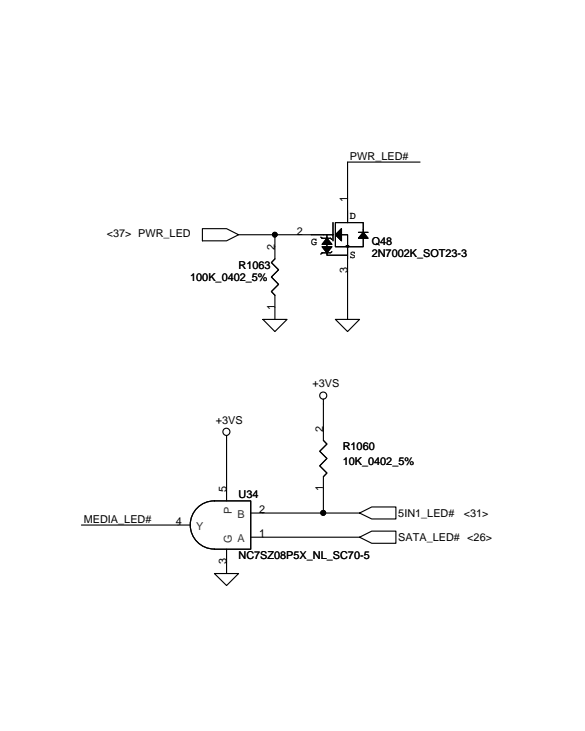 PWR_LED#
1
D
<37> PWR_LED
2
G
Q48
2N7002K_SOT23-3
S
2
R1063
100K_0402_5%
3
1
+3VS
+3VS
2
R1060
10K_0402_5%
1
5
U34
P
B
2
5IN1_LED# <31>
MEDIA_LED#
4
Y
G
A
1
SATA_LED# <26>
3
NC7SZ08P5X_NL_SC70-5